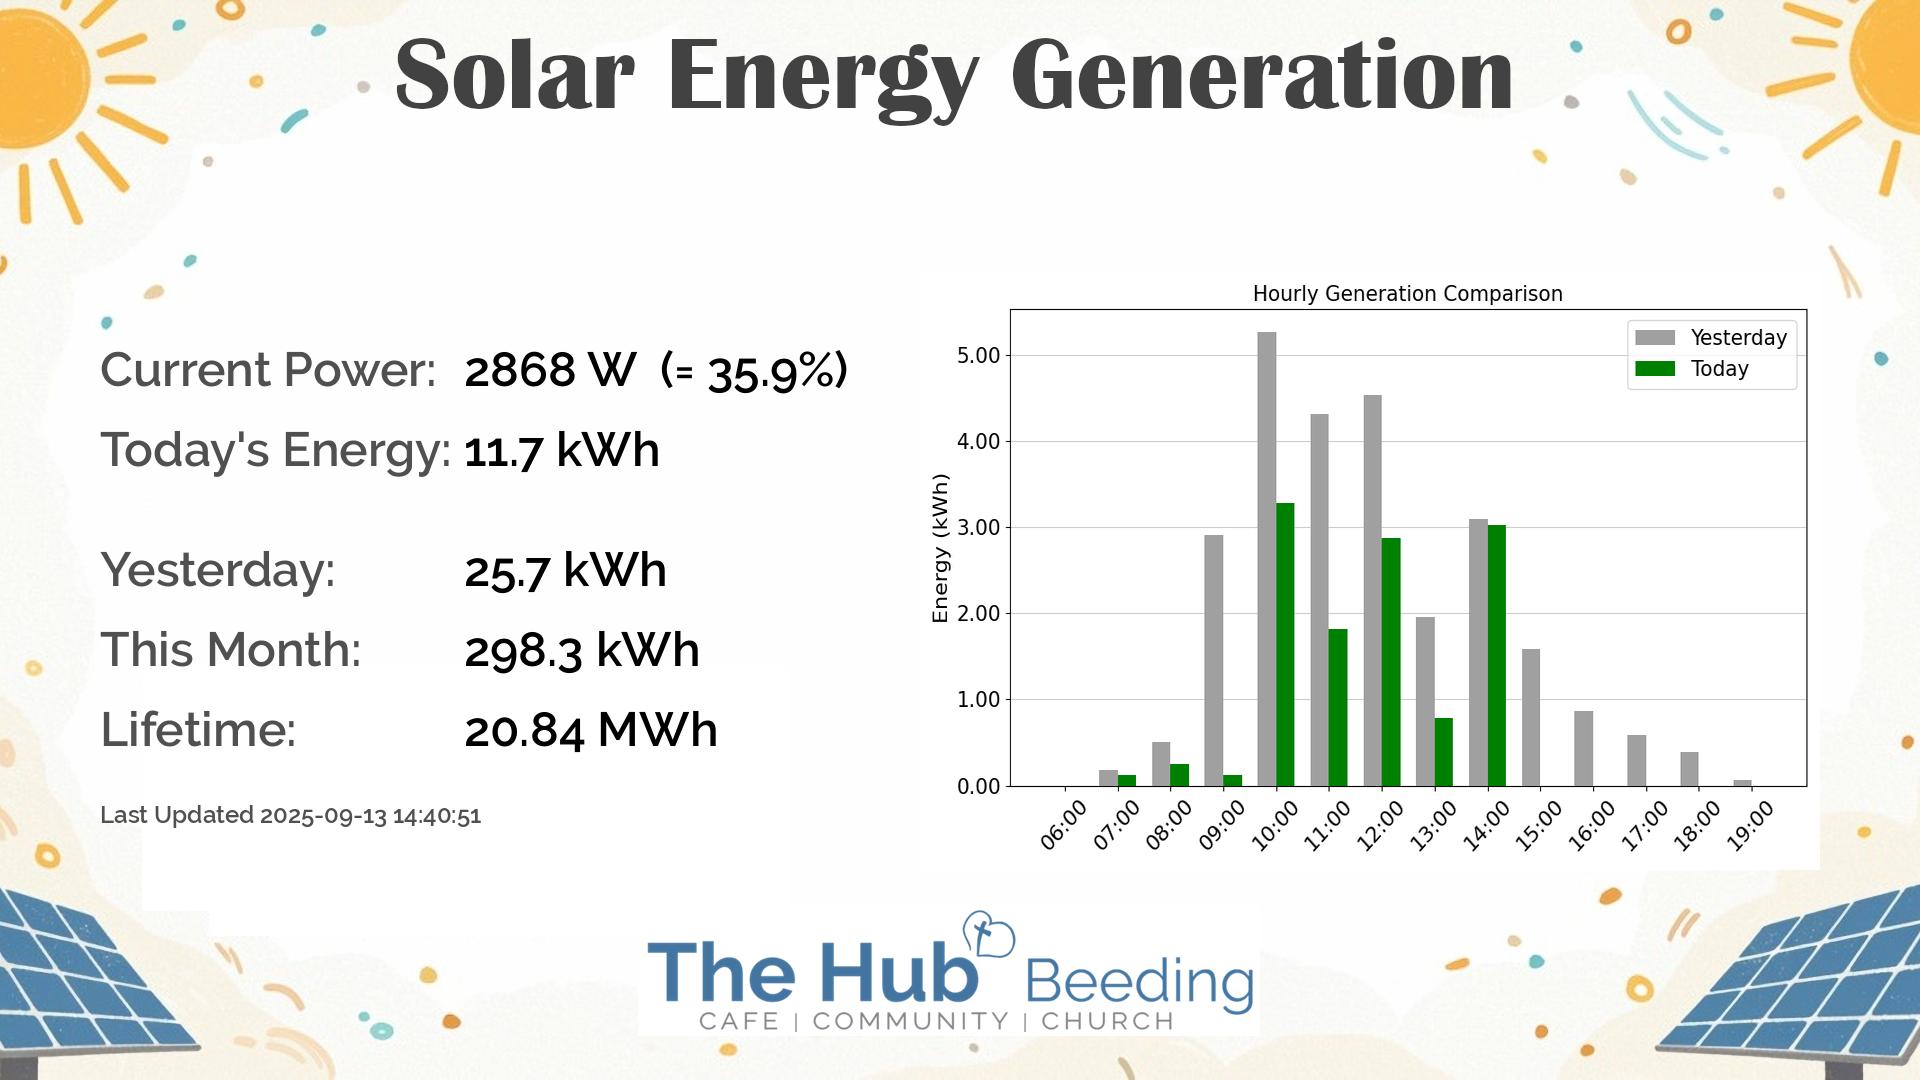 Solar Energy Generation
Current Power: 2868 W (= 35.9%)
Today's Energy: 11.7 kWh
Yesterday: 25.7 kWh
This Month: 298.3 kWh
Lifetime: 20.84 MWh
Last Updated 2025-09-13 14:40:51
Hourly Generation Comparison
Yesterday
Today
Energy (kWh)
5.00
4.00
3.00
2.00
1.00
0.00
06:00 07:00 08:00 09:00 10:00 11:00 12:00 13:00 14:00 15:00 16:00 17:00 18:00 19:00
The Hub Beeding
CAFE | COMMUNITY | CHURCH